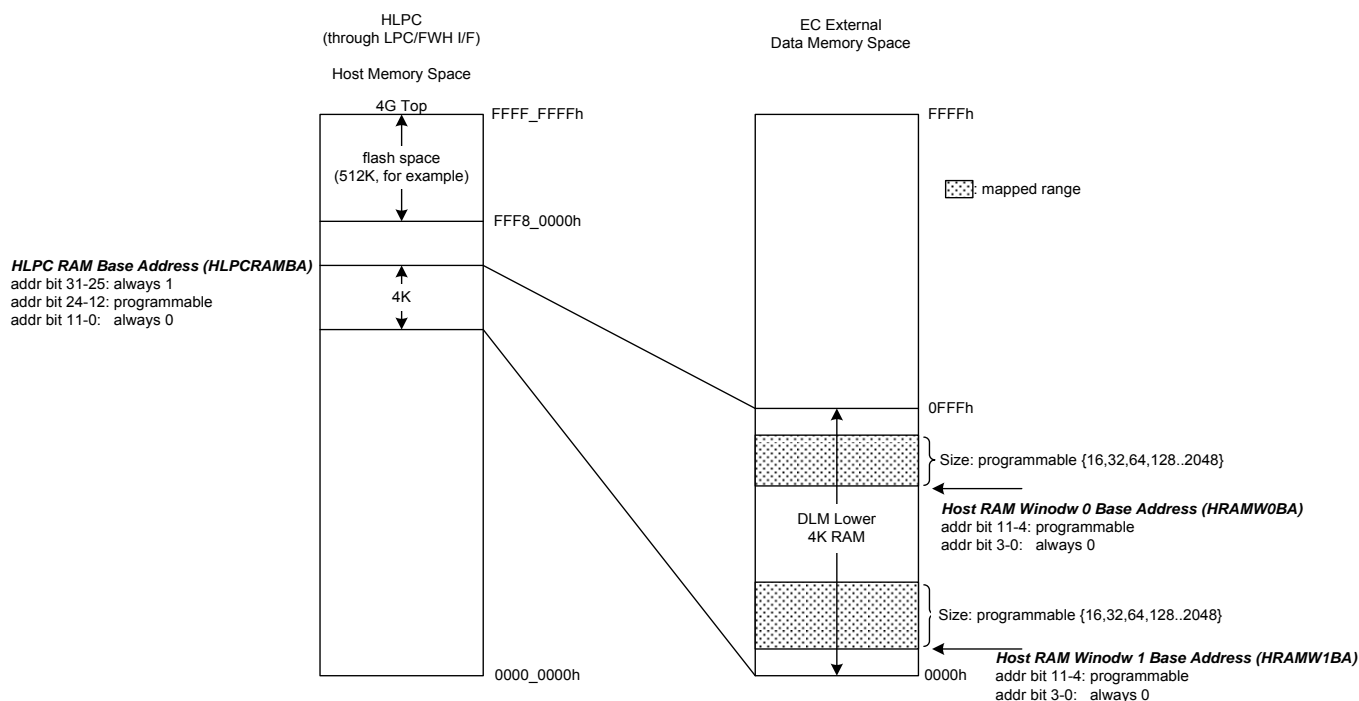 HLPC
(through LPC/FWH I/F)
Host Memory Space
4G Top
FFFF_FFFFh
flash space
(512K, for example)
FFF8_0000h
HLPC RAM Base Address (HLPCRAMBA)
addr bit 31-25: always 1
addr bit 24-12: programmable
addr bit 11-0: always 0
4K
0000_0000h
EC External
Data Memory Space
FFFFh
: mapped range
0FFFh
Size: programmable {16,32,64,128..2048}
Host RAM Winodw 0 Base Address (HRAMW0BA)
addr bit 11-4: programmable
addr bit 3-0: always 0
DLM Lower
4K RAM
Size: programmable {16,32,64,128..2048}
Host RAM Winodw 1 Base Address (HRAMW1BA)
addr bit 11-4: programmable
addr bit 3-0: always 0
0000h